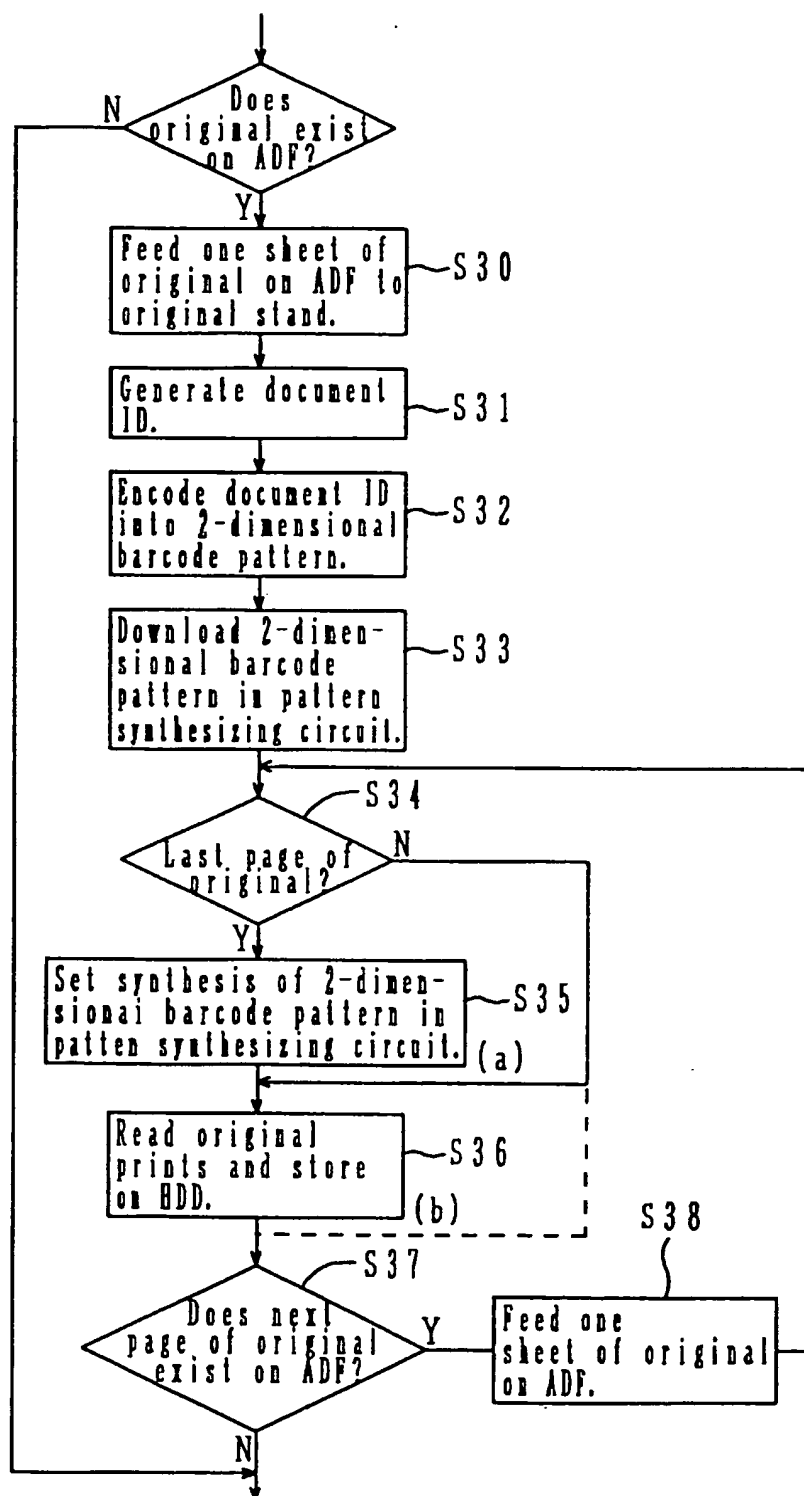 N
Does
original exist
on ADF?
Y
Feed one sheet of
original on ADF to
original stand.
S30
Generate document
ID.
S31
Encode document ID
into 2-dimensional
barcode pattern.
S32
Download 2-dimen-
sional barcode
pattern in pattern
synthesizing circuit.
S33
S34
Last page of
original?
N
Y
Set synthesis of 2-dimen-
sionai barcode pattern in
patten synthesizing circuit.
(a)
S35
Read original
prints and store
on HDD.
(b)
S36
S37
Does next
page of original
exist on ADF?
Y
S38
Feed one
sheet of original
on ADF.
N